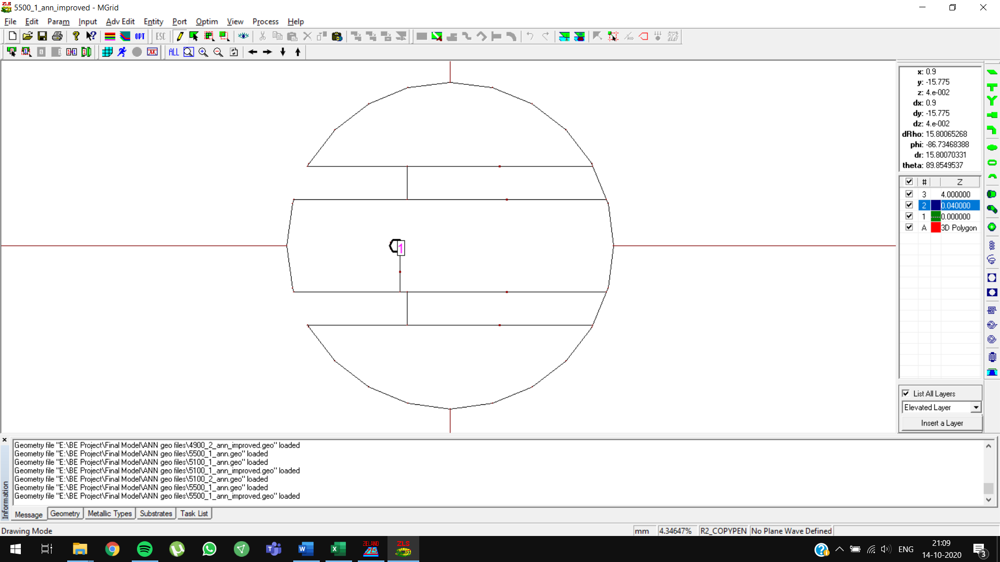 5500_1_ann_improved - MGrid
File Edit Param Input Adv Edit Entity Port Optim View Process Help
OPT ESC
ALL
x: 0.9
y: -15.775
z: 4.e-002
dx: 0.9
dy: -15.775
dz: 4.e-002
dRho: 15.80065268
phi: -86.73468388
dr: 15.80070331
theta: 89.8549537
# Z
3 4.000000
2 0.040000
1 0.000000
A 3D Polygon
1
List All Layers
Elevated Layer
Insert a Layer
Information
Geometry file "E:\BE Project\Final Model\ANN geo files\4900_2_ann_improved.geo" loaded
Geometry file "E:\BE Project\Final Model\ANN geo files\5500_1_ann.geo" loaded
Geometry file "E:\BE Project\Final Model\ANN geo files\5100_1_ann.geo" loaded
Geometry file "E:\BE Project\Final Model\ANN geo files\5100_1_ann_improved.geo" loaded
Geometry file "E:\BE Project\Final Model\ANN geo files\5100_2_ann.geo" loaded
Geometry file "E:\BE Project\Final Model\ANN geo files\5500_1_ann.geo" loaded
Geometry file "E:\BE Project\Final Model\ANN geo files\5500_1_ann_improved.geo" loaded
Message Geometry Metallic Types Substrates Task List
Drawing Mode mm 4.34647% R2_COPYPEN No Plane Wave Defined
ZELAND ZLS
ENG 21:09
14-10-2020 3